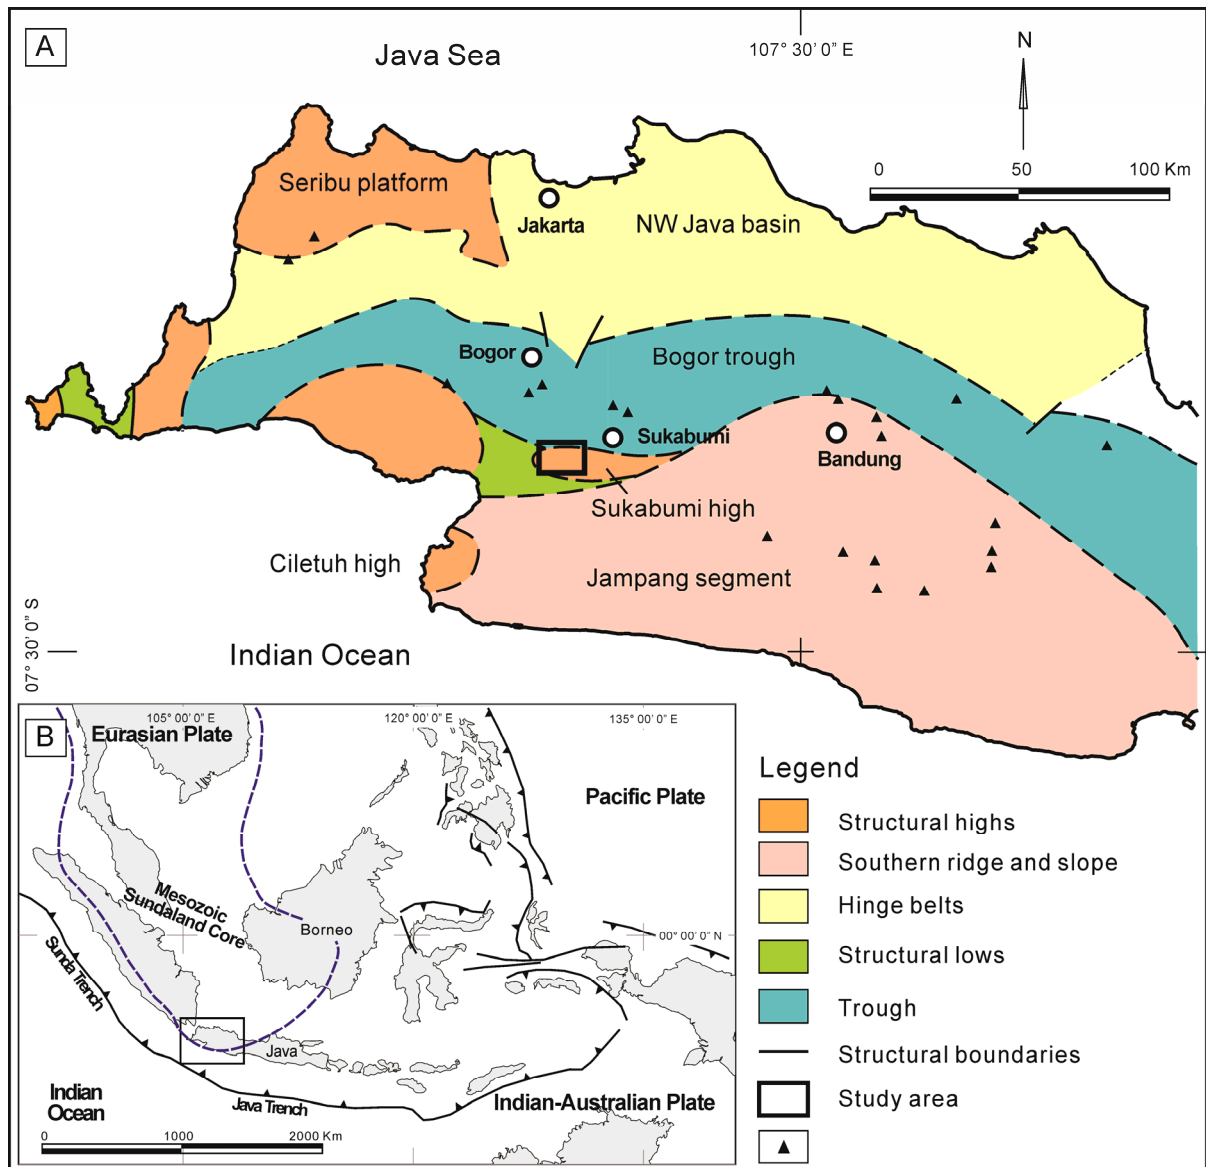 A
Java Sea
107° 30' 0" E
N
0 50 100 Km
Seribu platform
Jakarta
NW Java basin
Bogor
Bogor trough
Sukabumi
Bandung
Sukabumi high
Ciletuh high
Jampang segment
Indian Ocean
07° 30' 0" S
B
105° 00' 0" E
120° 00' 0" E
135° 00' 0" E
Eurasian Plate
Pacific Plate
Mesozoic
Sundaland Core
Borneo
00° 00' 0" N
Sunda Trench
Java
Indian
Ocean
Java Trench
Indian-Australian Plate
0 1000 2000 Km
Legend
Structural highs
Southern ridge and slope
Hinge belts
Structural lows
Trough
Structural boundaries
Study area